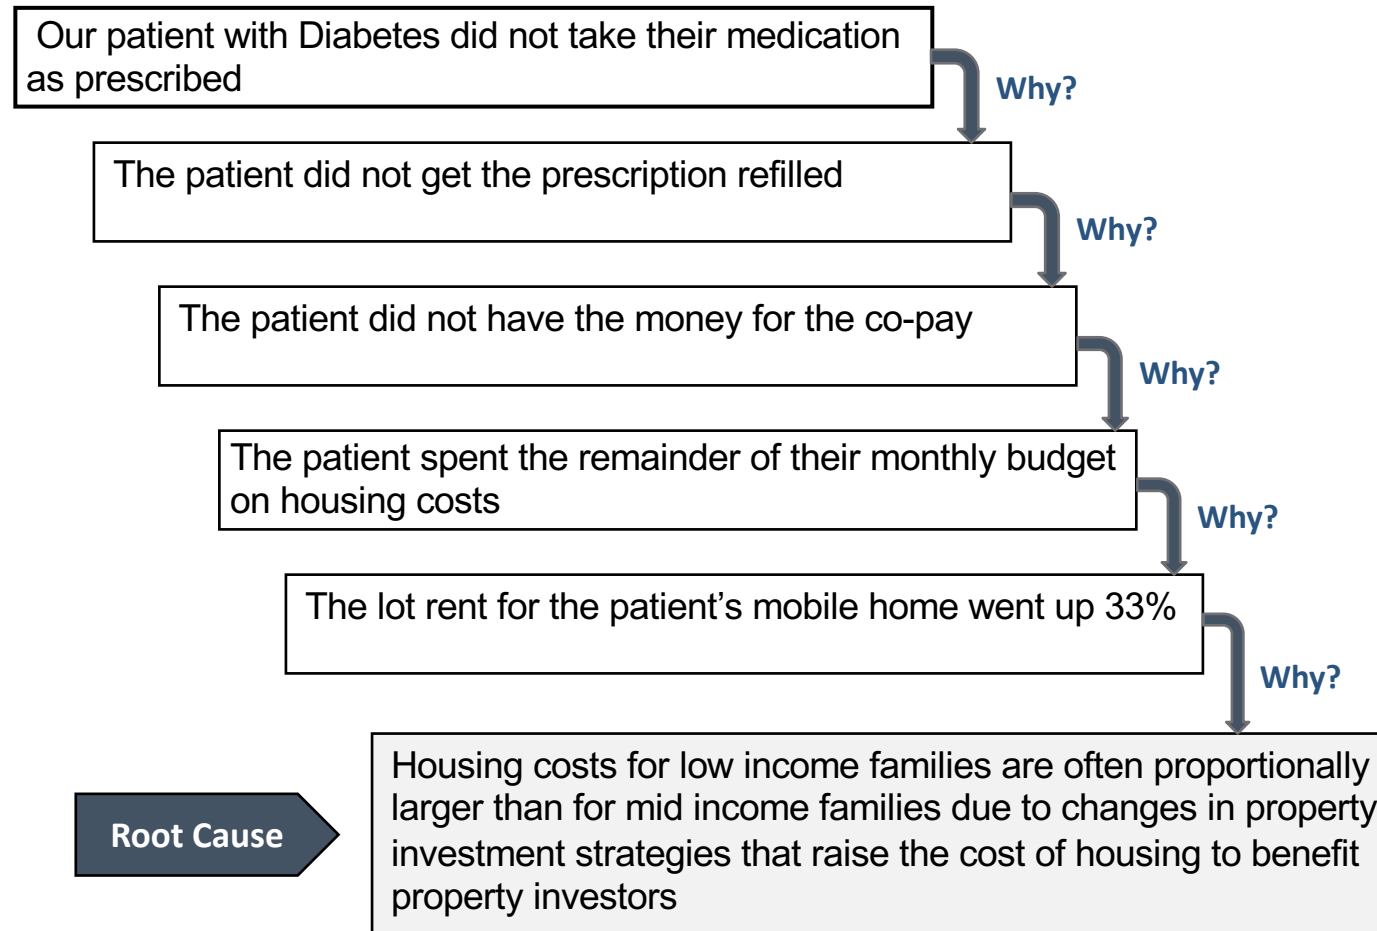 Our patient with Diabetes did not take their medication
as prescribed
Why?
The patient did not get the prescription refilled
Why?
The patient did not have the money for the co-pay
Why?
The patient spent the remainder of their monthly budget
on housing costs
Why?
The lot rent for the patient’s mobile home went up 33%
Why?
Root Cause
Housing costs for low income families are often proportionally
larger than for mid income families due to changes in property
investment strategies that raise the cost of housing to benefit
property investors